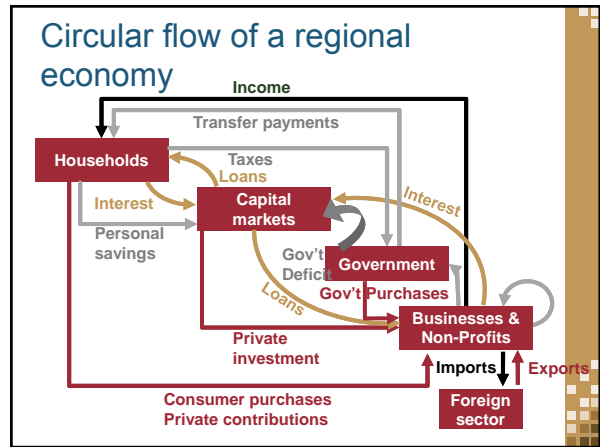 Circular flow of a regional
economy
Income
Transfer payments
Households
Taxes
Loans
Interest
Capital
markets
Interest
Personal
savings
Gov't
Deficit
Government
Loans
Gov't Purchases
Businesses &
Non-Profits
Private
investment
Imports
Exports
Consumer purchases
Private contributions
Foreign
sector